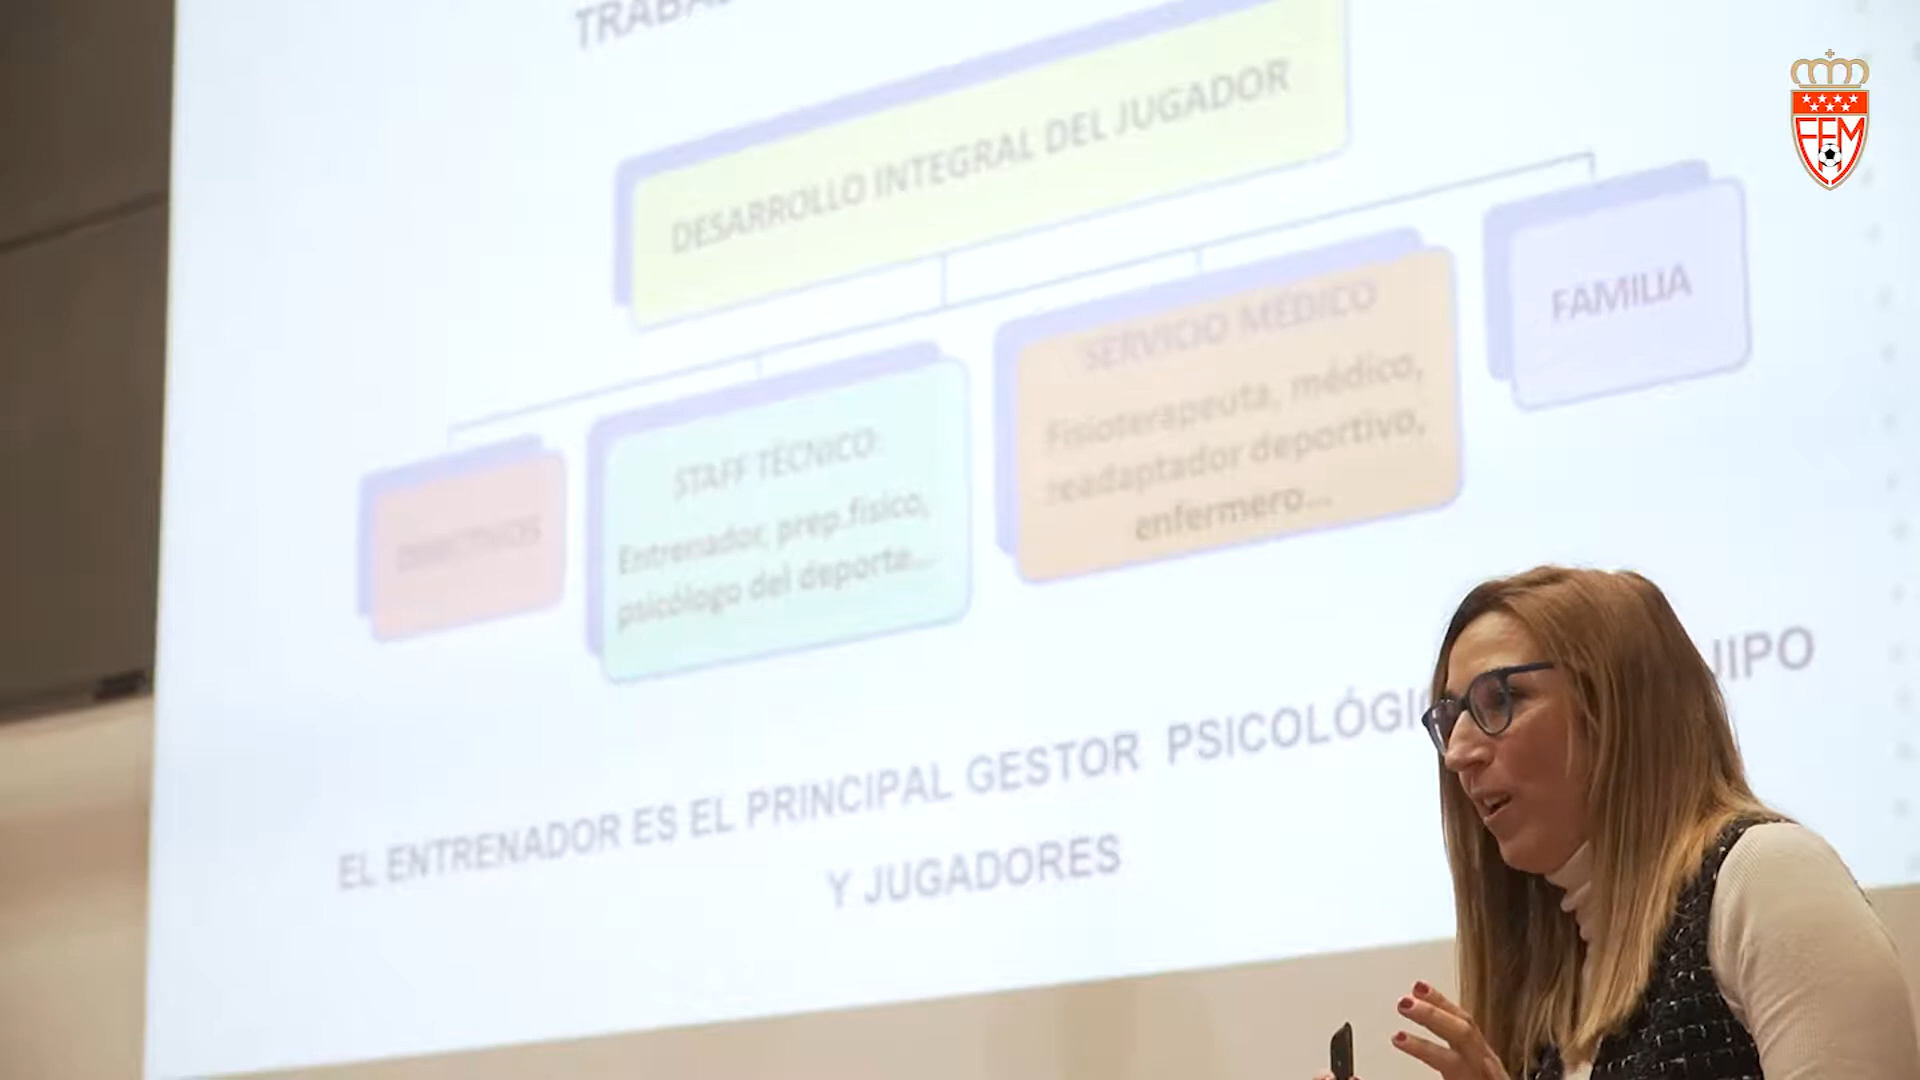 DESARROLLO INTEGRAL DEL JUGADOR
FAMILIA
SERVICIO MÉDICO
Fisioterapeuta, médico,
readaptador deportivo,
enfermero...
STAFF TÉCNICO:
Entrenador, prep.físico,
psicólogo del deporte...
EL ENTRENADOR ES EL PRINCIPAL GESTOR PSICOLÓGI
Y JUGADORES
FFM